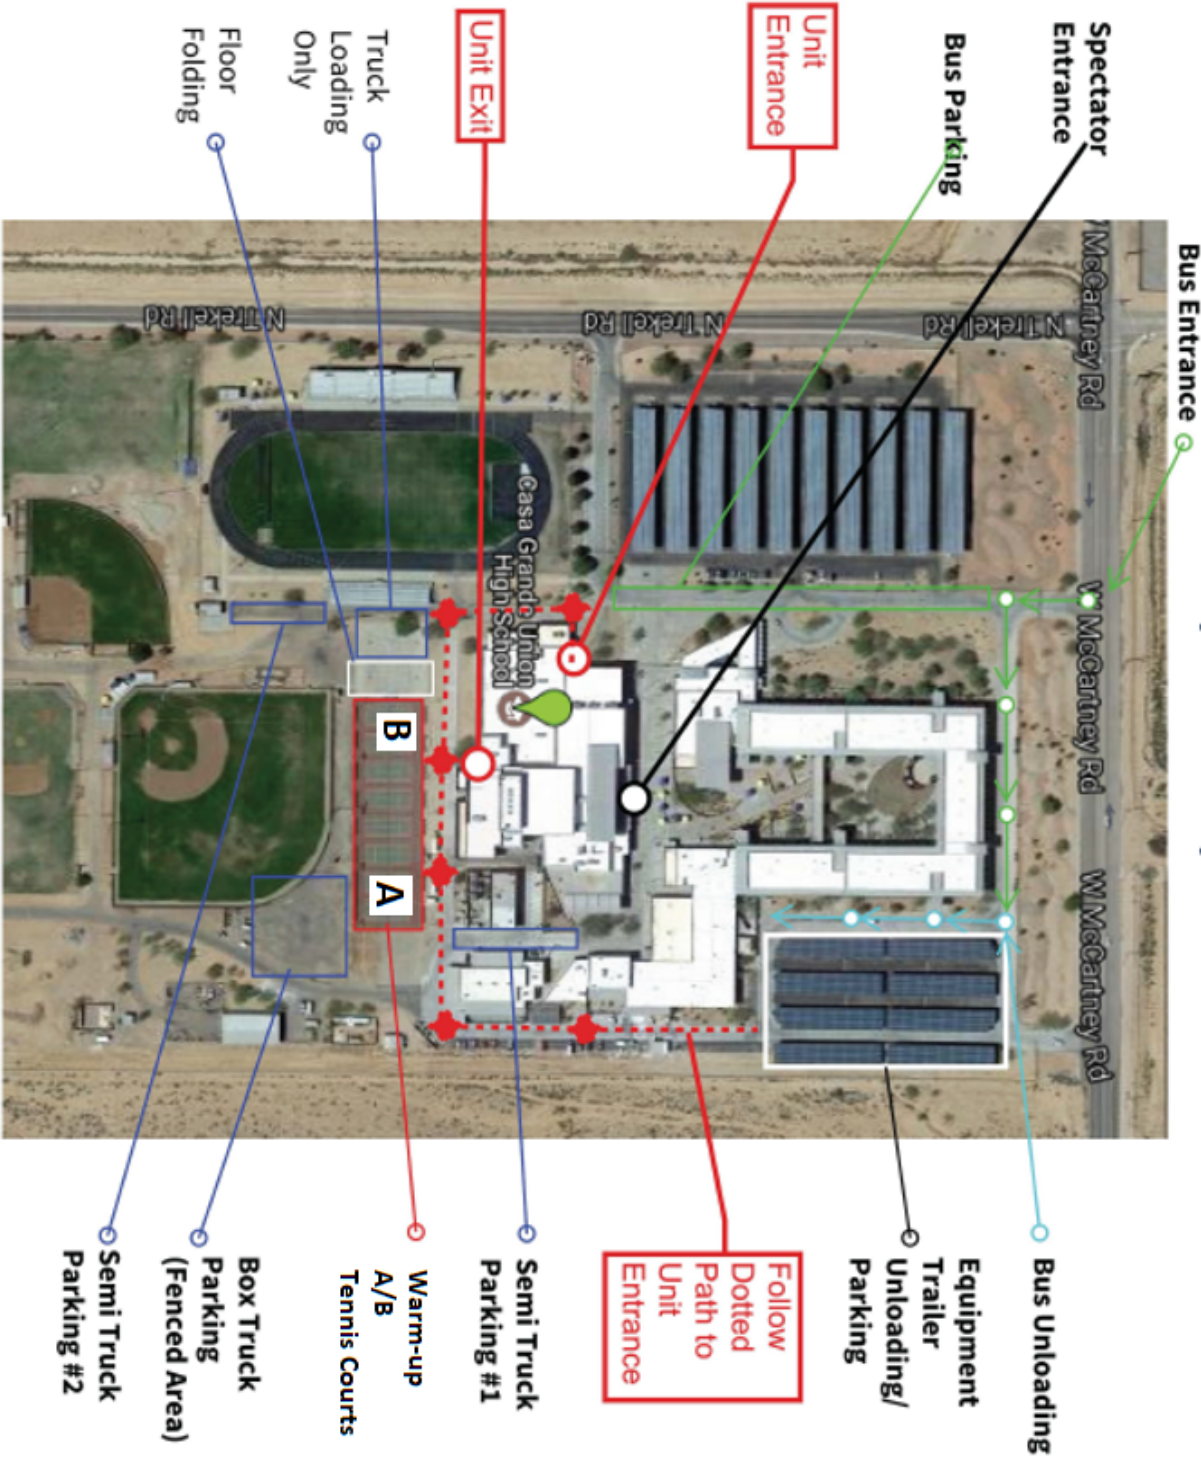 Bus Entrance
Spectator
Entrance
Bus Parking
Unit
Entrance
Unit Exit
Truck
Loading
Only
Floor
Folding
McCartney Rd
W McCartney Rd
W McCartney Rd
N Trekell Rd
N Trekell Rd
N Trekell Rd
Casa Grande Union
High School
B
A
Bus Unloading
Equipment
Trailer
Unloading/
Parking
Follow
Dotted
Path to
Unit
Entrance
Semi Truck
Parking #1
Warm-up
A/B
Tennis Courts
Box Truck
Parking
(Fenced Area)
Semi Truck
Parking #2